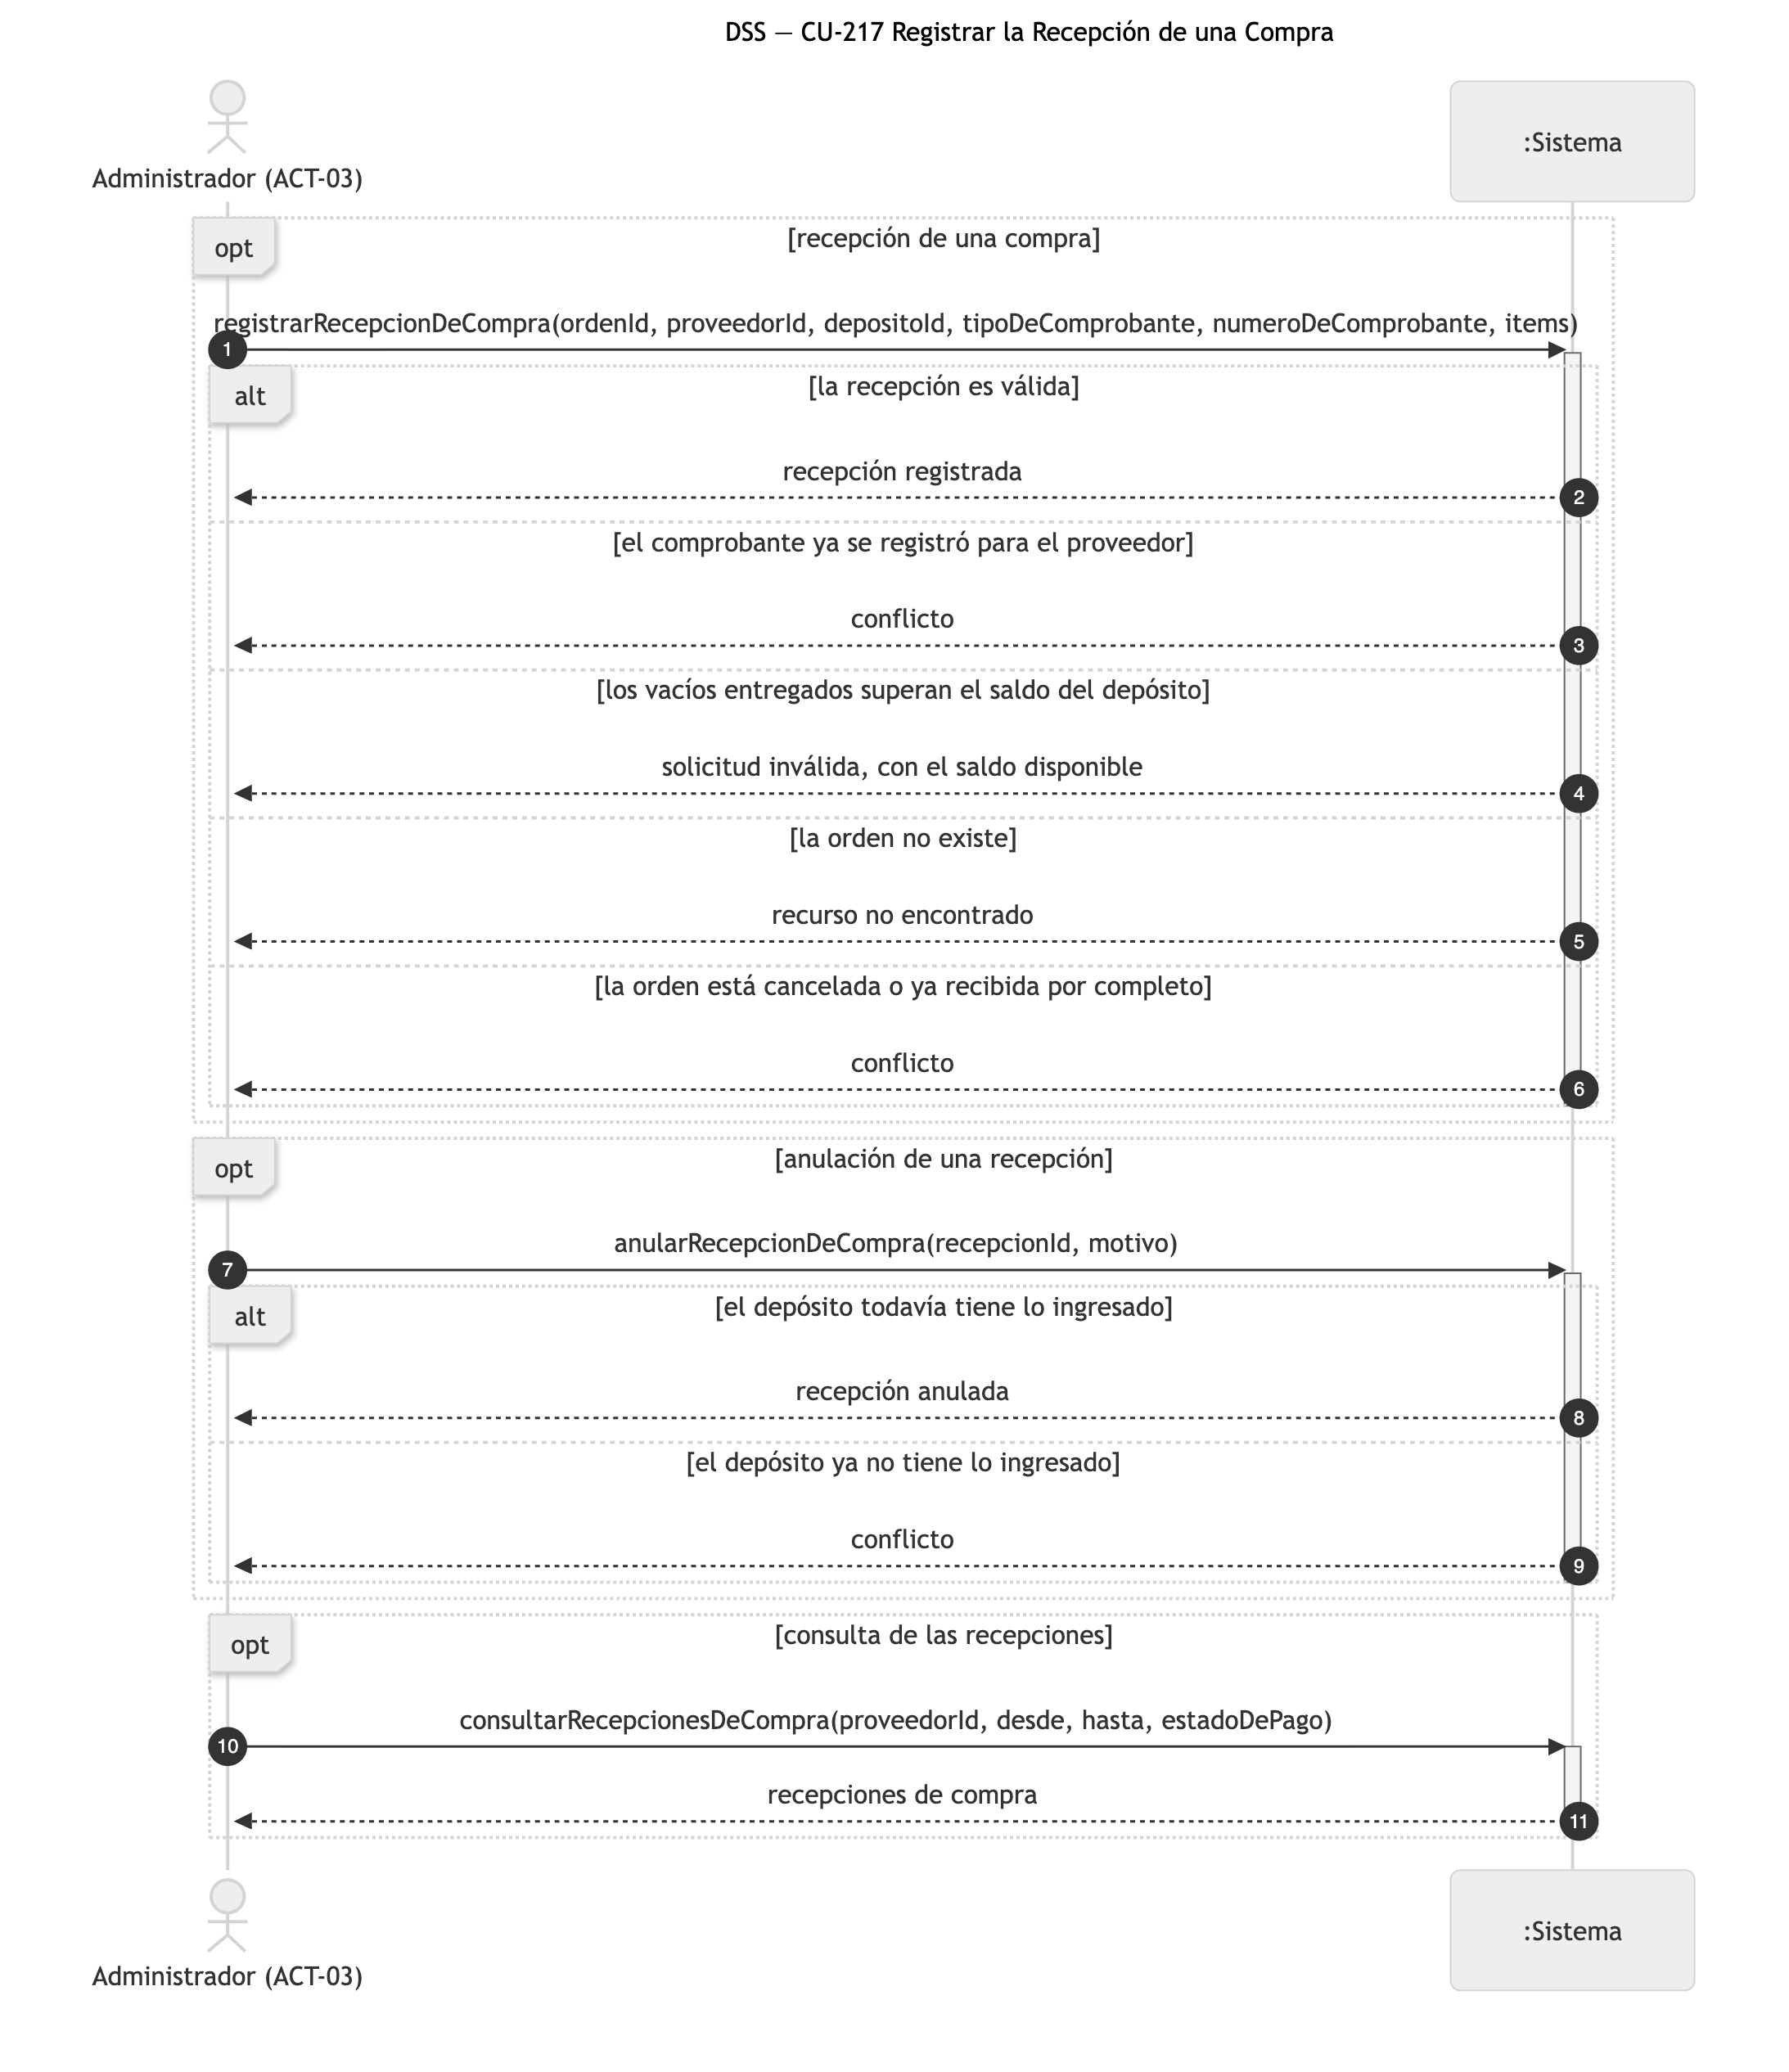 DSS — CU-217 Registrar la Recepción de una Compra
Administrador (ACT-03)
:Sistema
opt
[recepción de una compra]
registrarRecepcionDeCompra(ordenId, proveedorId, depositoId, tipoDeComprobante, numeroDeComprobante, items)
1
alt
[la recepción es válida]
recepción registrada
2
[el comprobante ya se registró para el proveedor]
conflicto
3
[los vacíos entregados superan el saldo del depósito]
solicitud inválida, con el saldo disponible
4
[la orden no existe]
recurso no encontrado
5
[la orden está cancelada o ya recibida por completo]
conflicto
6
opt
[anulación de una recepción]
anularRecepcionDeCompra(recepcionId, motivo)
7
alt
[el depósito todavía tiene lo ingresado]
recepción anulada
8
[el depósito ya no tiene lo ingresado]
conflicto
9
opt
[consulta de las recepciones]
consultarRecepcionesDeCompra(proveedorId, desde, hasta, estadoDePago)
10
recepciones de compra
11
Administrador (ACT-03)
:Sistema